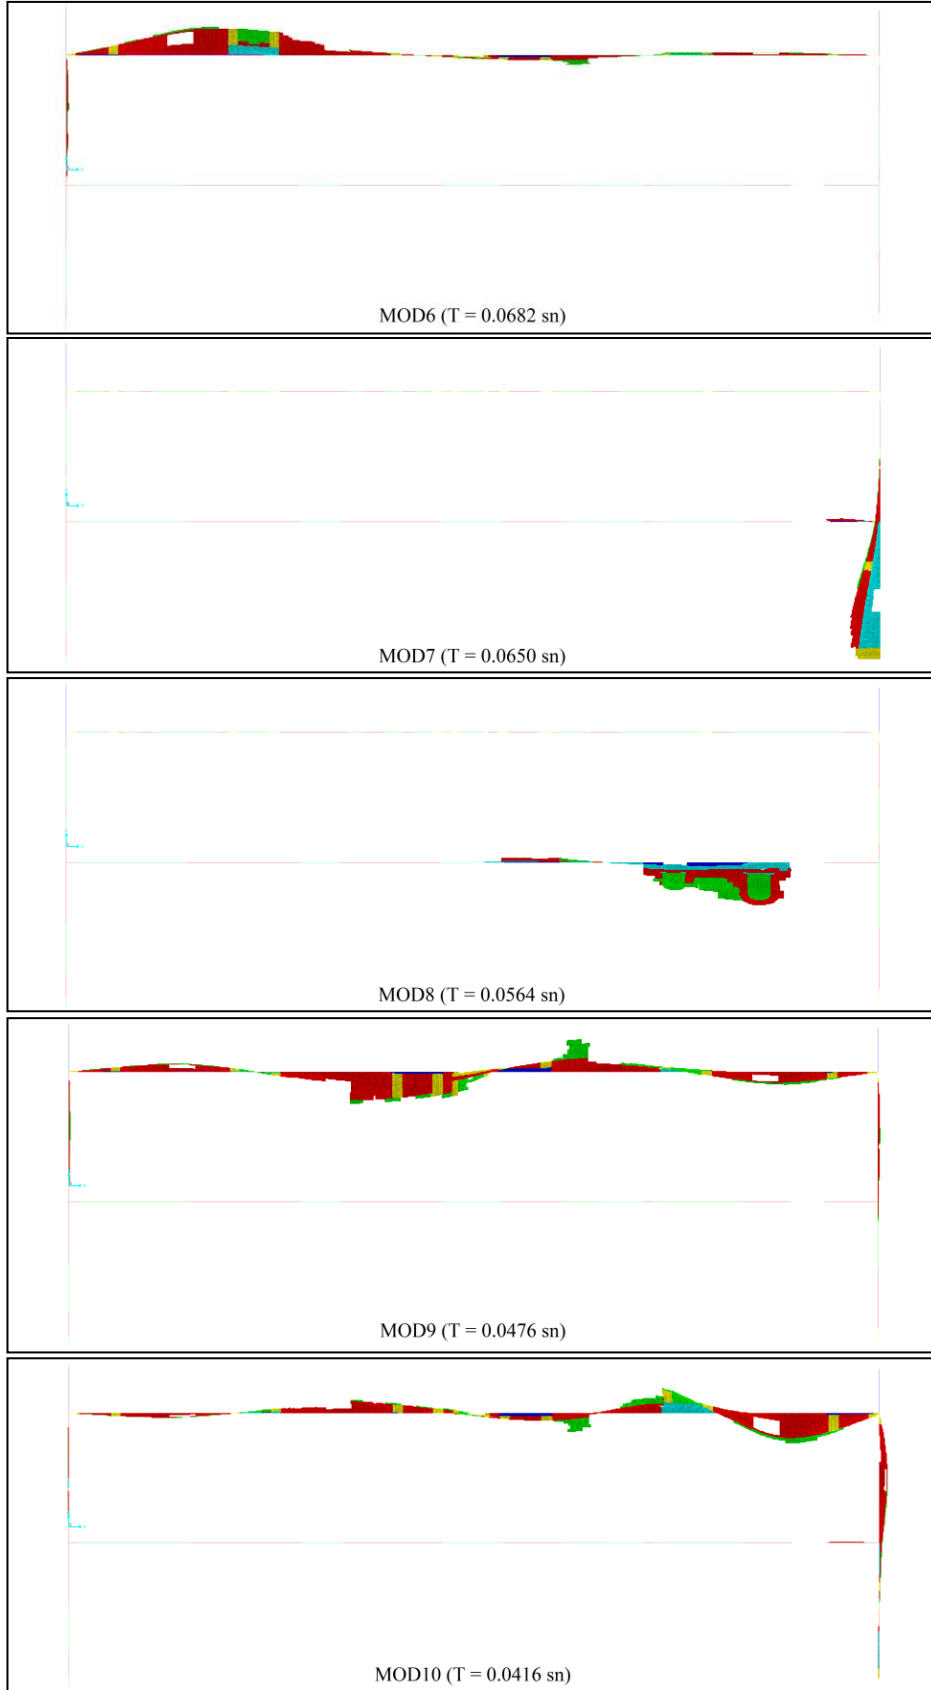 MOD6 (T = 0.0682 sn)
MOD7 (T = 0.0650 sn)
MOD8 (T = 0.0564 sn)
MOD9 (T = 0.0476 sn)
MOD10 (T = 0.0416 sn)